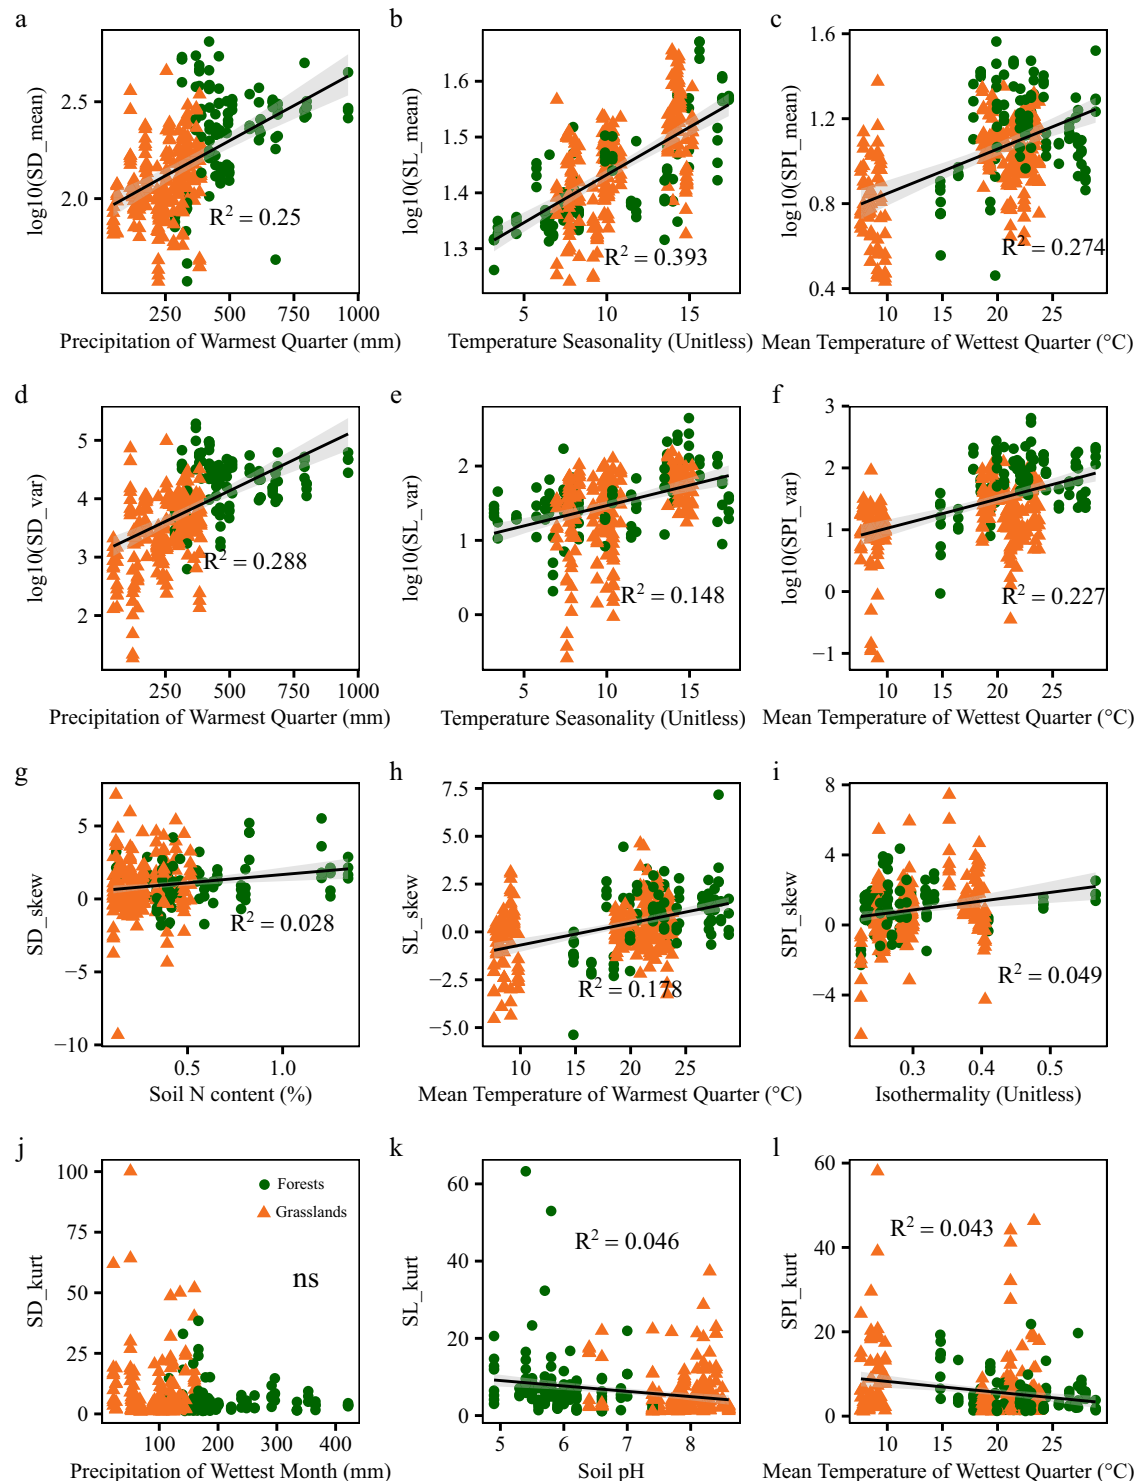 a
b
c
log10(SD_mean)
2.5
2.0
R² = 0.25
250
500
750
1000
Precipitation of Warmest Quarter (mm)
log10(SL_mean)
1.6
1.5
1.4
1.3
R² = 0.393
5
10
15
Temperature Seasonality (Unitless)
log10(SPI_mean)
1.6
1.2
0.8
0.4
R² = 0.274
10
15
20
25
Mean Temperature of Wettest Quarter (°C)
d
e
f
log10(SD_var)
5
4
3
2
R² = 0.288
250
500
750
1000
Precipitation of Warmest Quarter (mm)
log10(SL_var)
2
1
0
R² = 0.148
5
10
15
Temperature Seasonality (Unitless)
log10(SPI_var)
3
2
1
0
−1
R² = 0.227
10
15
20
25
Mean Temperature of Wettest Quarter (°C)
g
h
i
SD_skew
5
0
−5
−10
R² = 0.028
0.5
1.0
Soil N content (%)
SL_skew
7.5
5.0
2.5
0.0
−2.5
−5.0
R² = 0.178
10
15
20
25
Mean Temperature of Warmest Quarter (°C)
SPI_skew
8
4
0
−4
R² = 0.049
0.3
0.4
0.5
Isothermality (Unitless)
j
k
l
SD_kurt
100
75
50
25
0
Forests
Grasslands
ns
100
200
300
400
Precipitation of Wettest Month (mm)
SL_kurt
60
40
20
0
R² = 0.046
5
6
7
8
Soil pH
SPI_kurt
60
40
20
0
R² = 0.043
10
15
20
25
Mean Temperature of Wettest Quarter (°C)